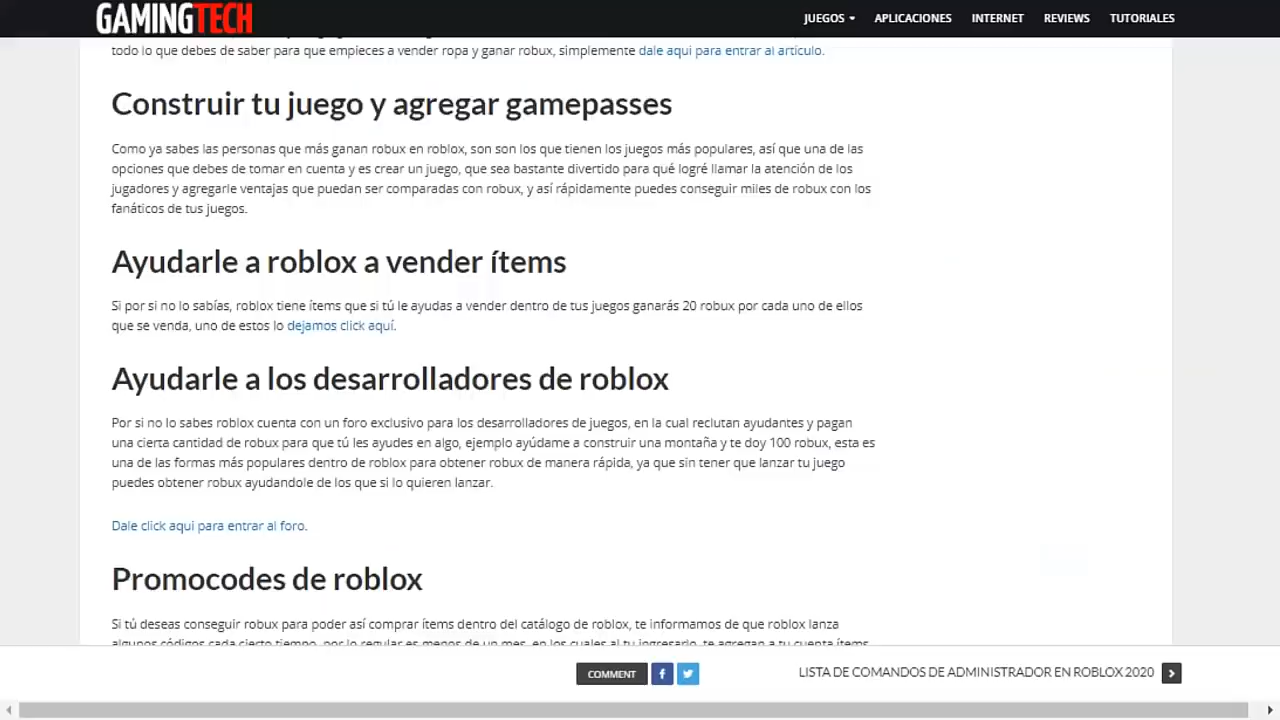 GAMINGTECH
JUEGOS
APLICACIONES
INTERNET
REVIEWS
TUTORIALES
todo lo que debes de saber para que empieces a vender ropa y ganar robux, simplemente dale aqui para entrar al articulo.
Construir tu juego y agregar gamepasses
Como ya sabes las personas que más ganan robux en roblox, son son los que tienen los juegos más populares, así que una de las
opciones que debes de tomar en cuenta y es crear un juego, que sea bastante divertido para qué logré llamar la atención de los
jugadores y agregarle ventajas que puedan ser comparadas con robux, y así rápidamente puedes conseguir miles de robux con los
fanáticos de tus juegos.
Ayudarle a roblox a vender ítems
Si por si no lo sabías, roblox tiene ítems que si tú le ayudas a vender dentro de tus juegos ganarás 20 robux por cada uno de ellos
que se venda, uno de estos lo dejamos click aquí.
Ayudarle a los desarrolladores de roblox
Por si no lo sabes roblox cuenta con un foro exclusivo para los desarrolladores de juegos, en la cual reclutan ayudantes y pagan
una cierta cantidad de robux para que tú les ayudes en algo, ejemplo ayúdame a construir una montaña y te doy 100 robux, esta es
una de las formas más populares dentro de roblox para obtener robux de manera rápida, ya que sin tener que lanzar tu juego
puedes obtener robux ayudandole de los que si lo quieren lanzar.
Dale click aqui para entrar al foro.
Promocodes de roblox
Si tú deseas conseguir robux para poder así comprar ítems dentro del catálogo de roblox, te informamos de que roblox lanza
algunos códigos cada cierto tiempo, por lo regular es menos de un mes, en los cuales al tu ingresarlo, te agregan a tu cuenta ítems
COMMENT
LISTA DE COMANDOS DE ADMINISTRADOR EN ROBLOX 2020